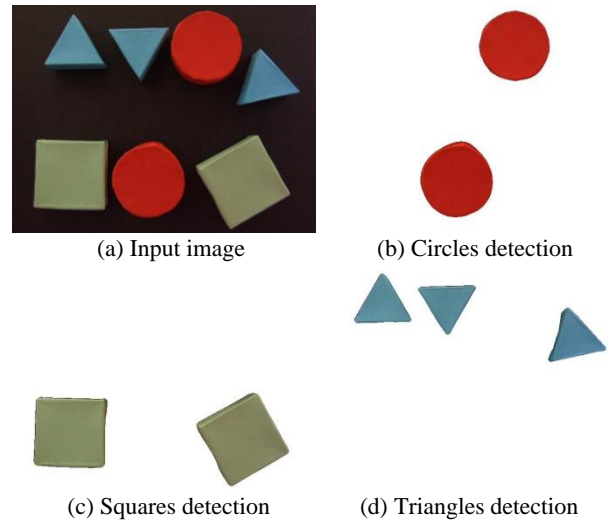 (a) Input image
(b) Circles detection
(c) Squares detection
(d) Triangles detection